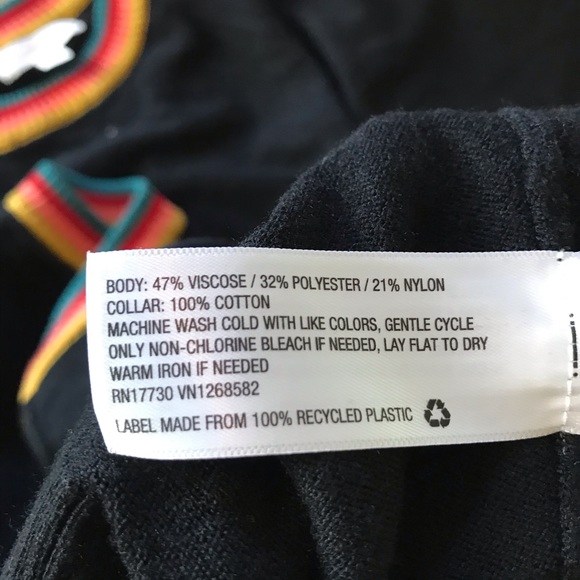 BODY: 47% VISCOSE / 32% POLYESTER / 21% NYLON
COLLAR: 100% COTTON
MACHINE WASH COLD WITH LIKE COLORS, GENTLE CYCLE
ONLY NON-CHLORINE BLEACH IF NEEDED, LAY FLAT TO DRY
WARM IRON IF NEEDED
RN17730 VN1268582
LABEL MADE FROM 100% RECYCLED PLASTIC